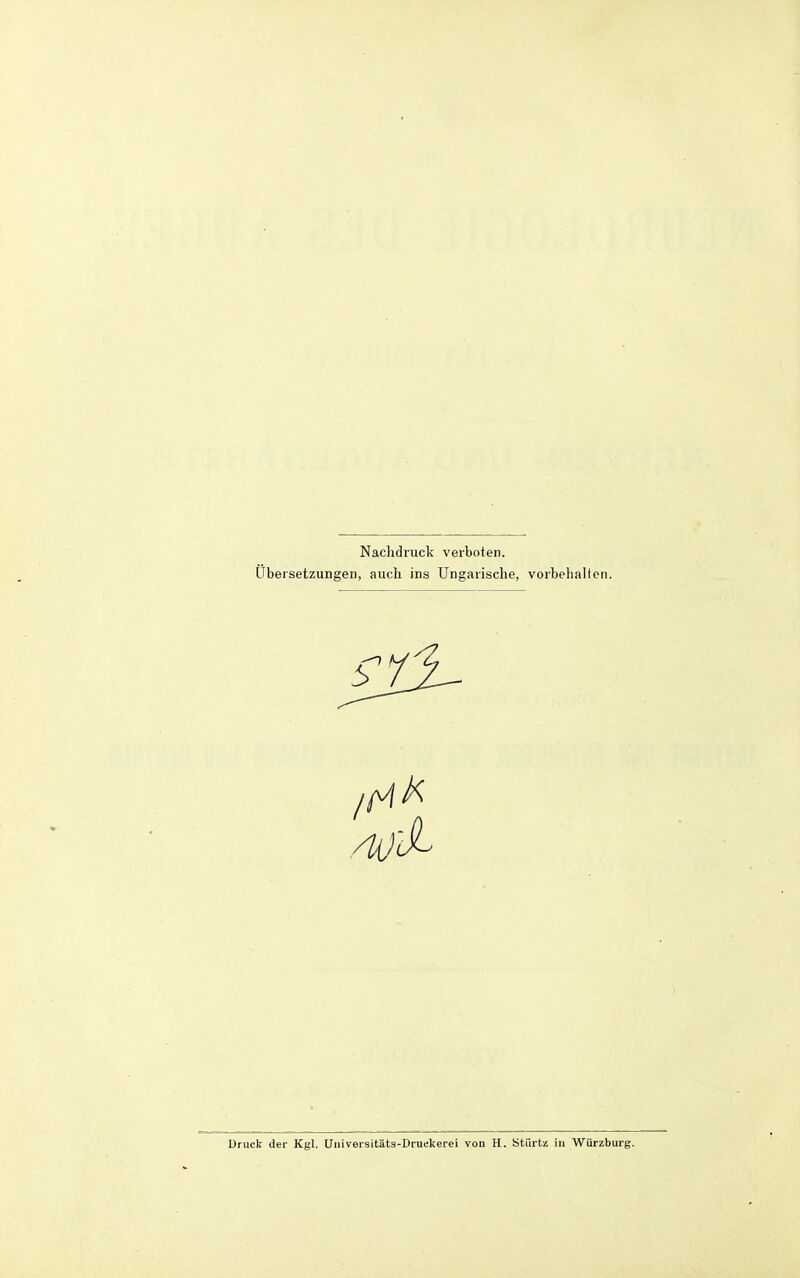 Nachdruck verboten.
Übersetzungen, auch ins Ungarische, vorbehalten.
Druck der Kgl. Universitäts-Druckerei von H. Stürtz in Würzburg.